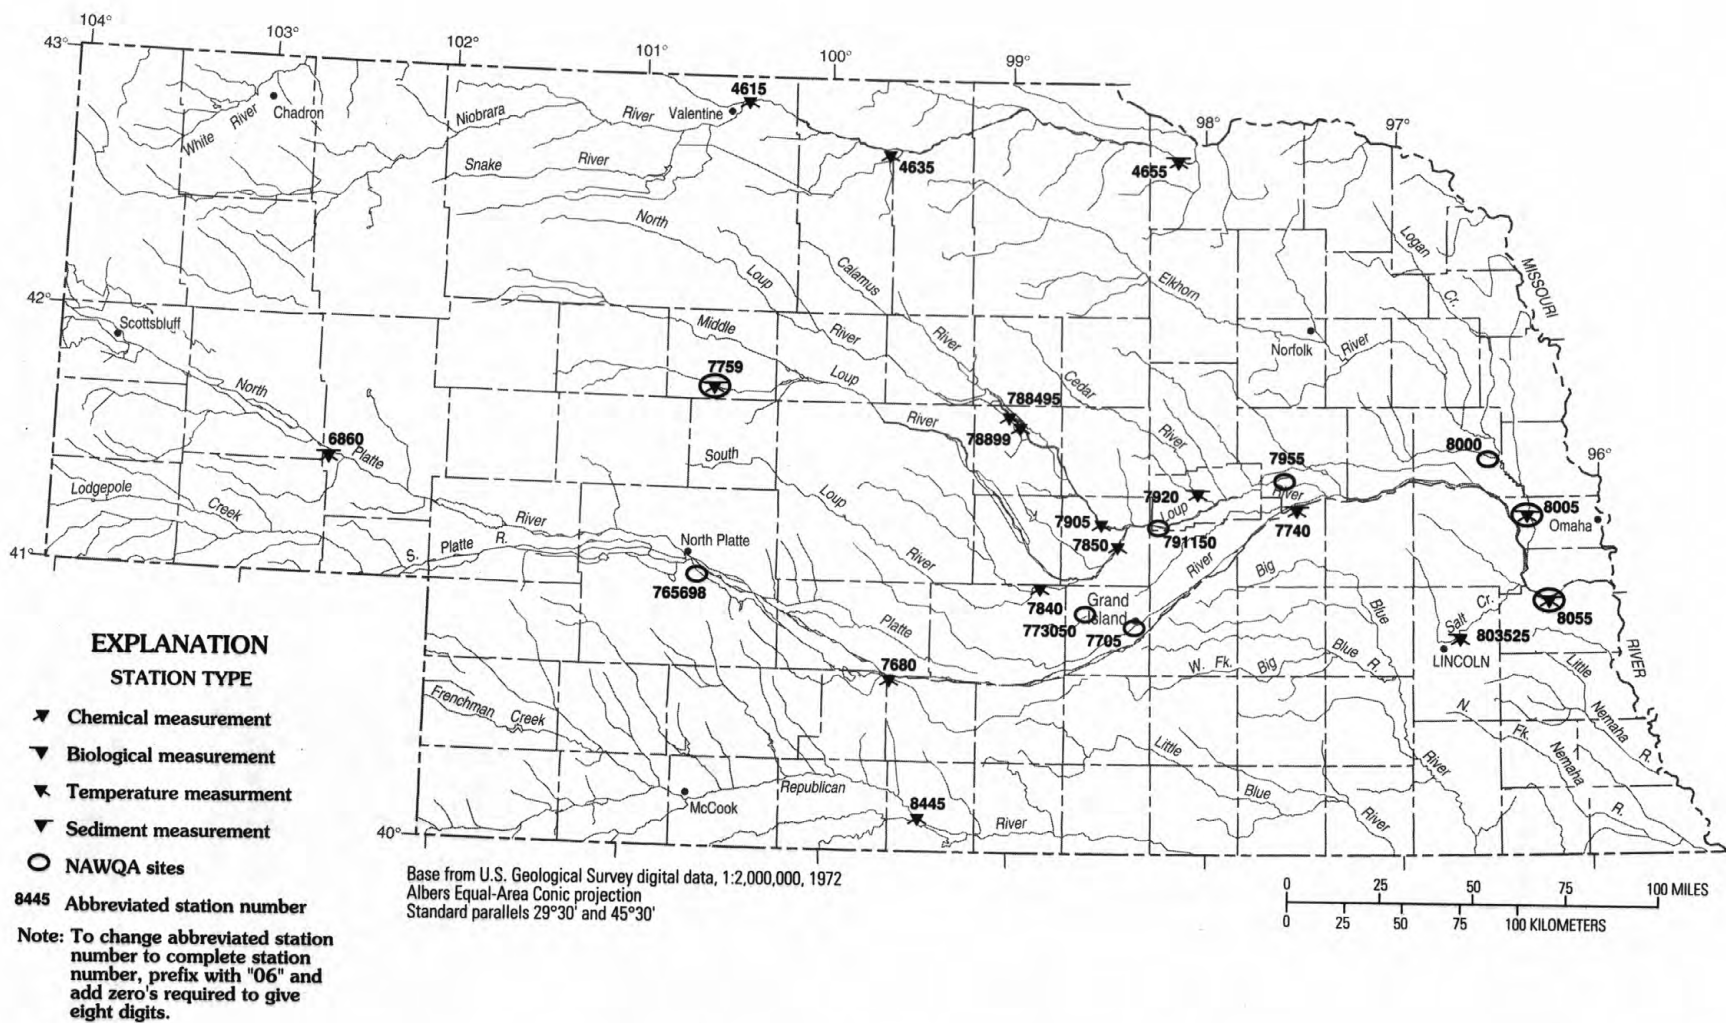 104°
43°
103°
102°
101°
100°
99°
98°
97°
4615
Valentine
Chadron
White River
Niobrara River
Snake River
4635
4655
North Loup River
Calamus River
Elkhorn River
Logan Cr.
MISSOURI RIVER
42°
Scottsbluff
Middle Loup River
Norfolk
7759
Cedar River
788495
78899
North Platte River
6860
Lodgepole Creek
South Loup River
8000
96°
7955
7920
Loup River
7740
8005
Omaha
7905
7850
791150
41°
S. Platte R.
North Platte
765698
Platte River
7840
Grand Island
773050
7705
Big Blue River
Salt Cr.
8055
803525
LINCOLN
W. Fk. Big Blue R.
Little Nemaha R.
N. Fk. Nemaha R.
7680
Frenchman Creek
Little Blue River
Republican River
McCook
8445
40°
EXPLANATION
STATION TYPE
Chemical measurement
Biological measurement
Temperature measurment
Sediment measurement
NAWQA sites
8445 Abbreviated station number
Note: To change abbreviated station
number to complete station
number, prefix with "06" and
add zero's required to give
eight digits.
Base from U.S. Geological Survey digital data, 1:2,000,000, 1972
Albers Equal-Area Conic projection
Standard parallels 29°30' and 45°30'
0 25 50 75 100 MILES
0 25 50 75 100 KILOMETERS